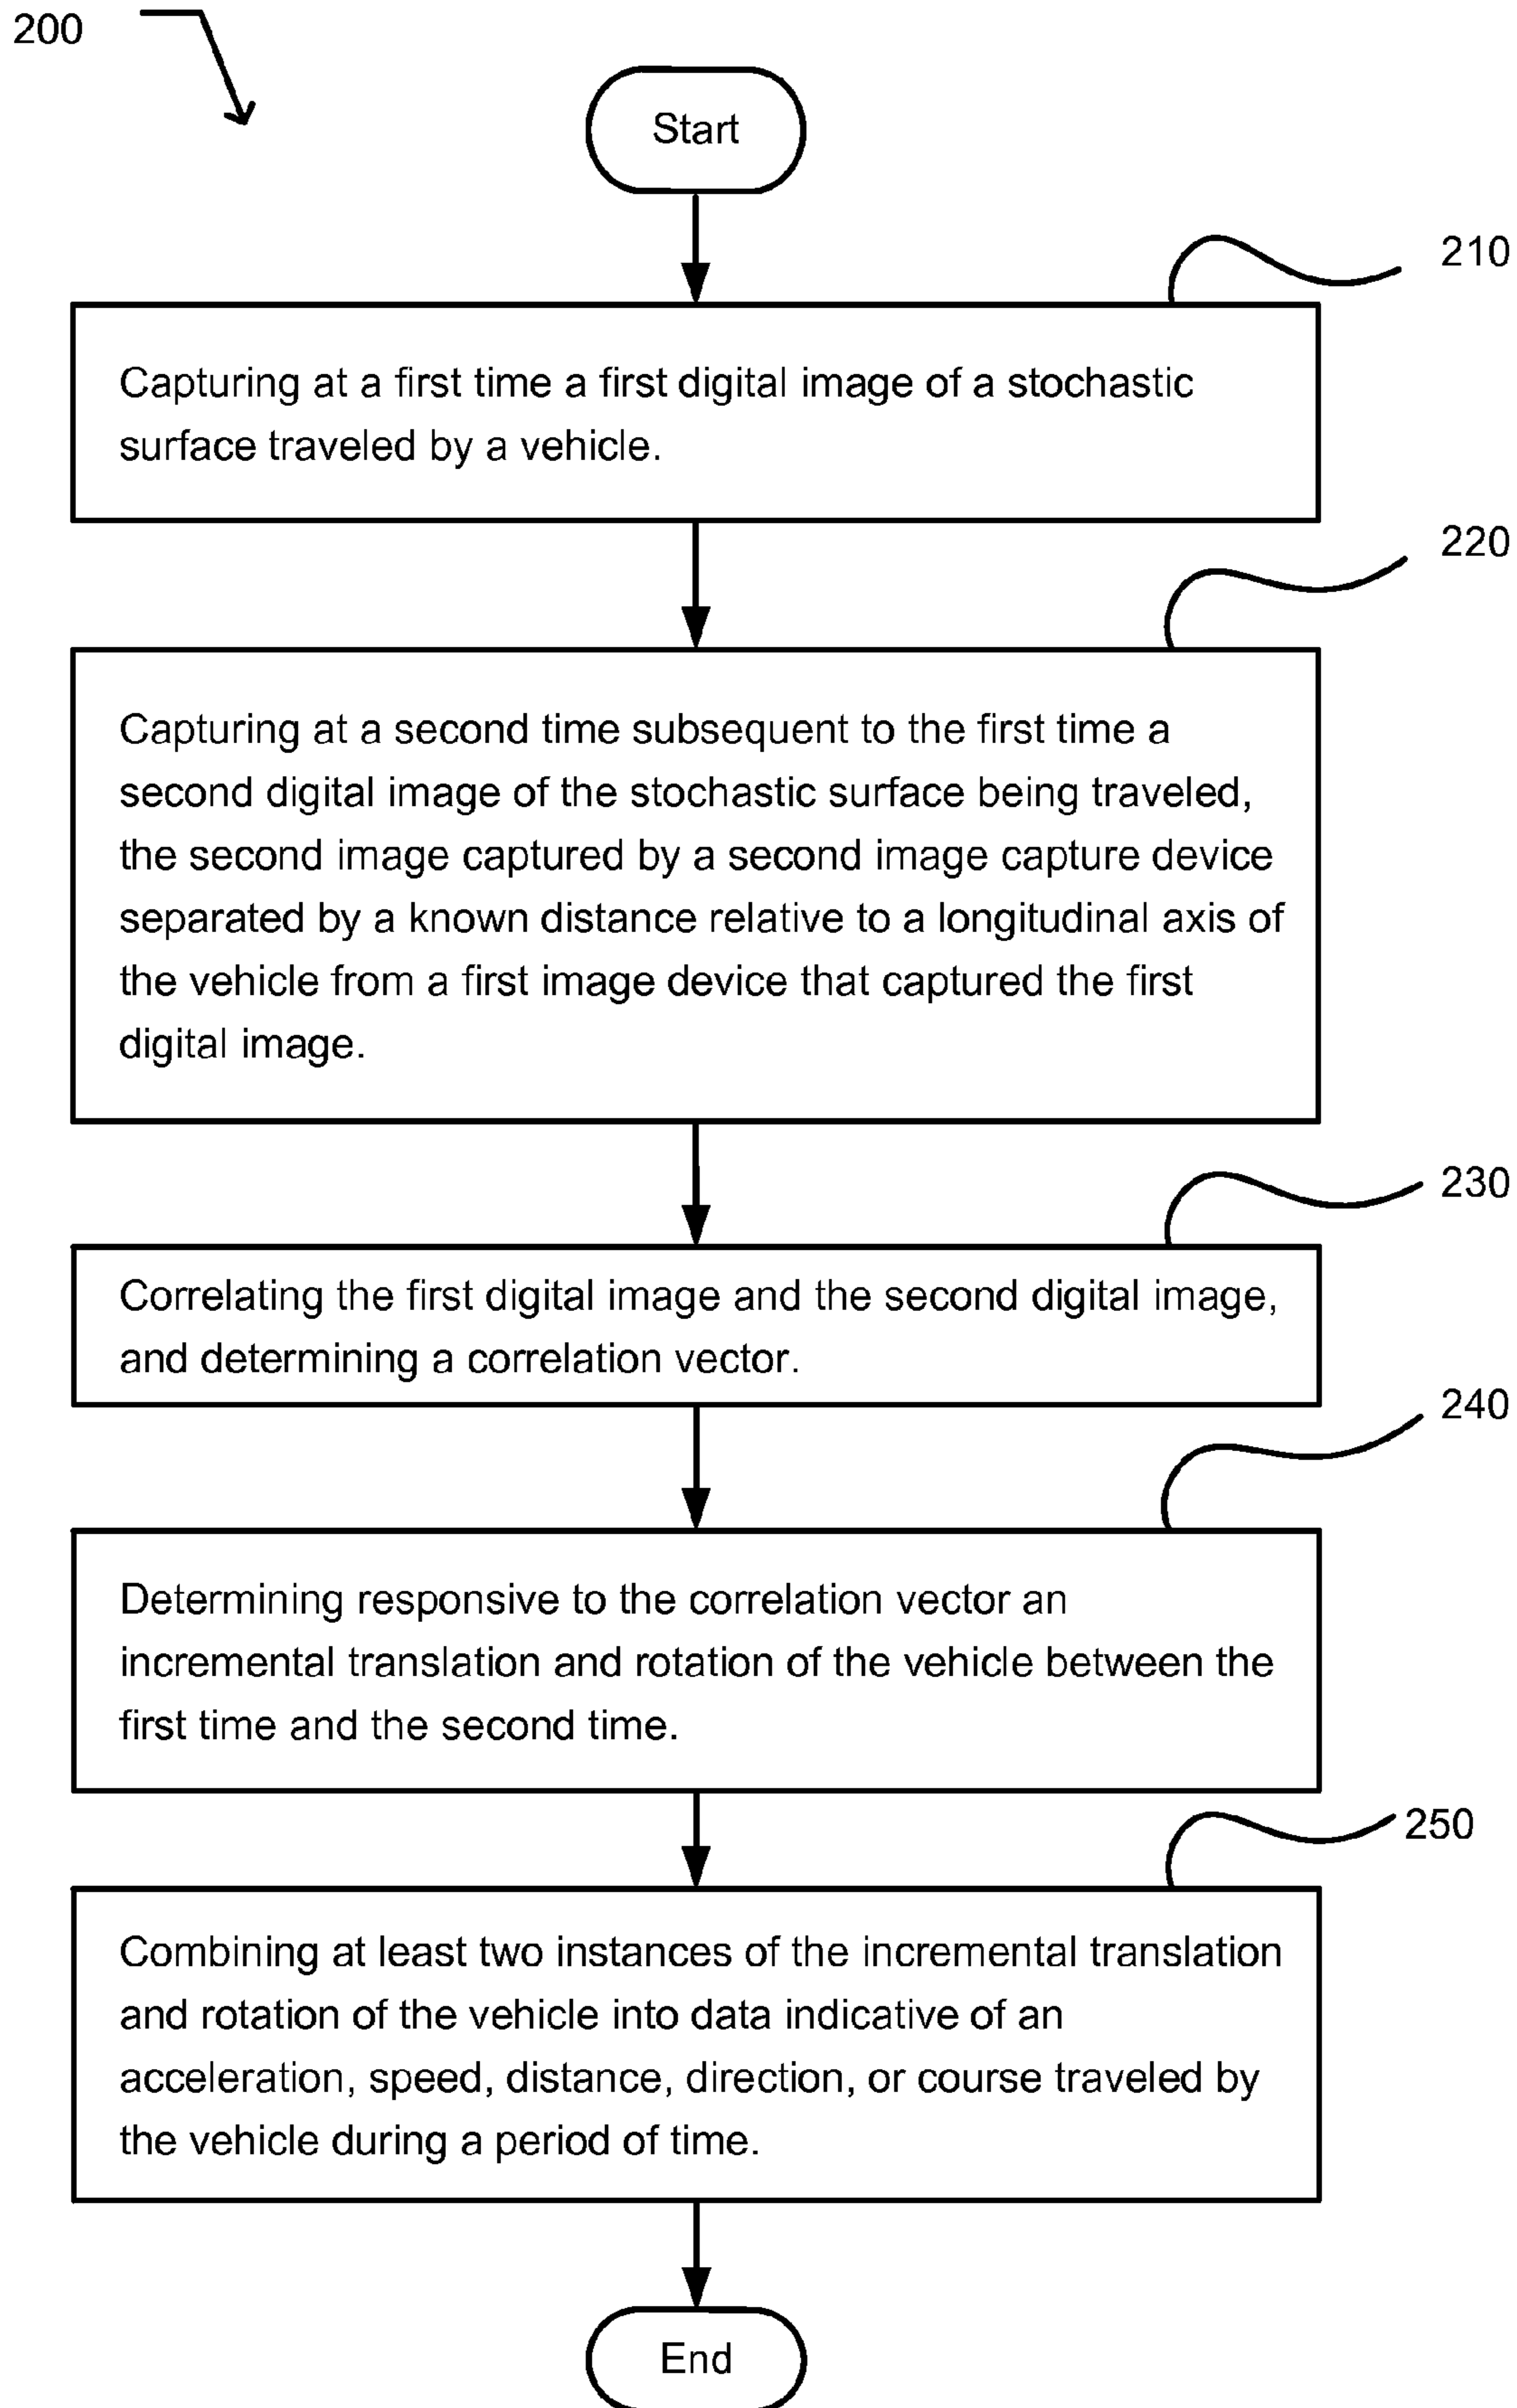 200
Start
210
Capturing at a first time a first digital image of a stochastic
surface traveled by a vehicle.
220
Capturing at a second time subsequent to the first time a
second digital image of the stochastic surface being traveled,
the second image captured by a second image capture device
separated by a known distance relative to a longitudinal axis of
the vehicle from a first image device that captured the first
digital image.
230
Correlating the first digital image and the second digital image,
and determining a correlation vector.
240
Determining responsive to the correlation vector an
incremental translation and rotation of the vehicle between the
first time and the second time.
250
Combining at least two instances of the incremental translation
and rotation of the vehicle into data indicative of an
acceleration, speed, distance, direction, or course traveled by
the vehicle during a period of time.
End